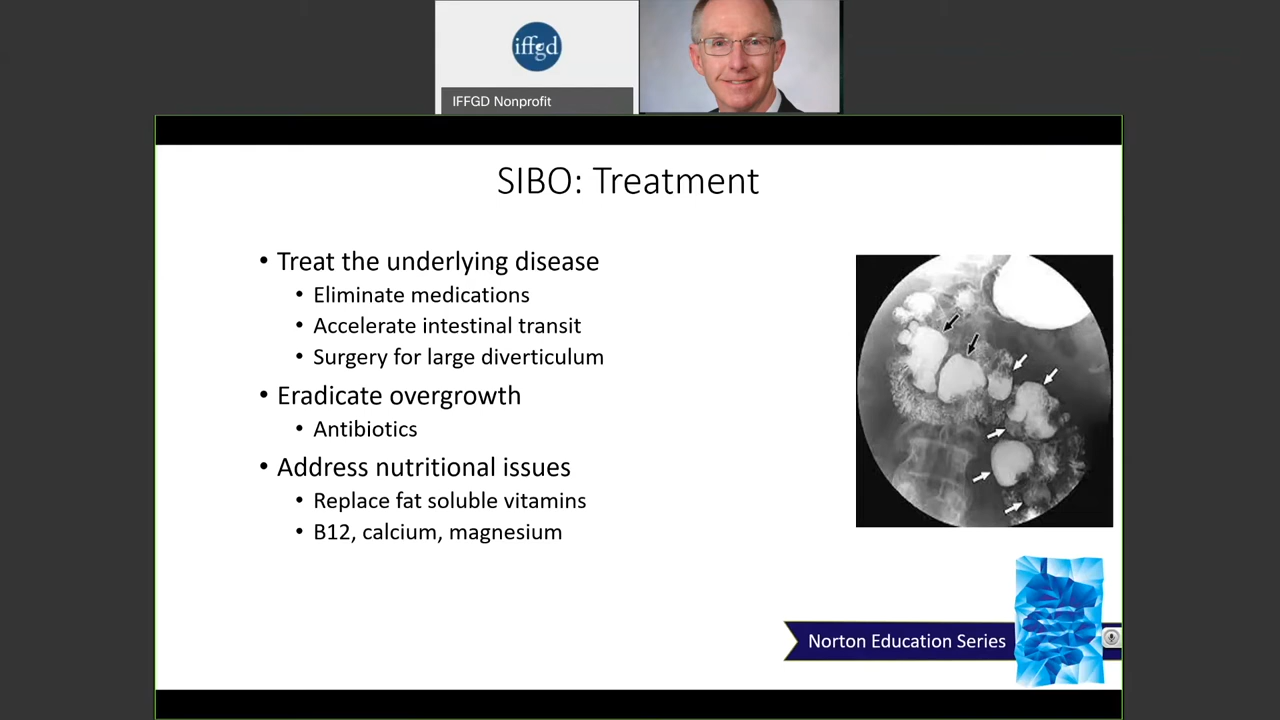 iffgd
IFFGD Nonprofit
SIBO: Treatment
• Treat the underlying disease
• Eliminate medications
• Accelerate intestinal transit
• Surgery for large diverticulum
• Eradicate overgrowth
• Antibiotics
• Address nutritional issues
• Replace fat soluble vitamins
• B12, calcium, magnesium
Norton Education Series